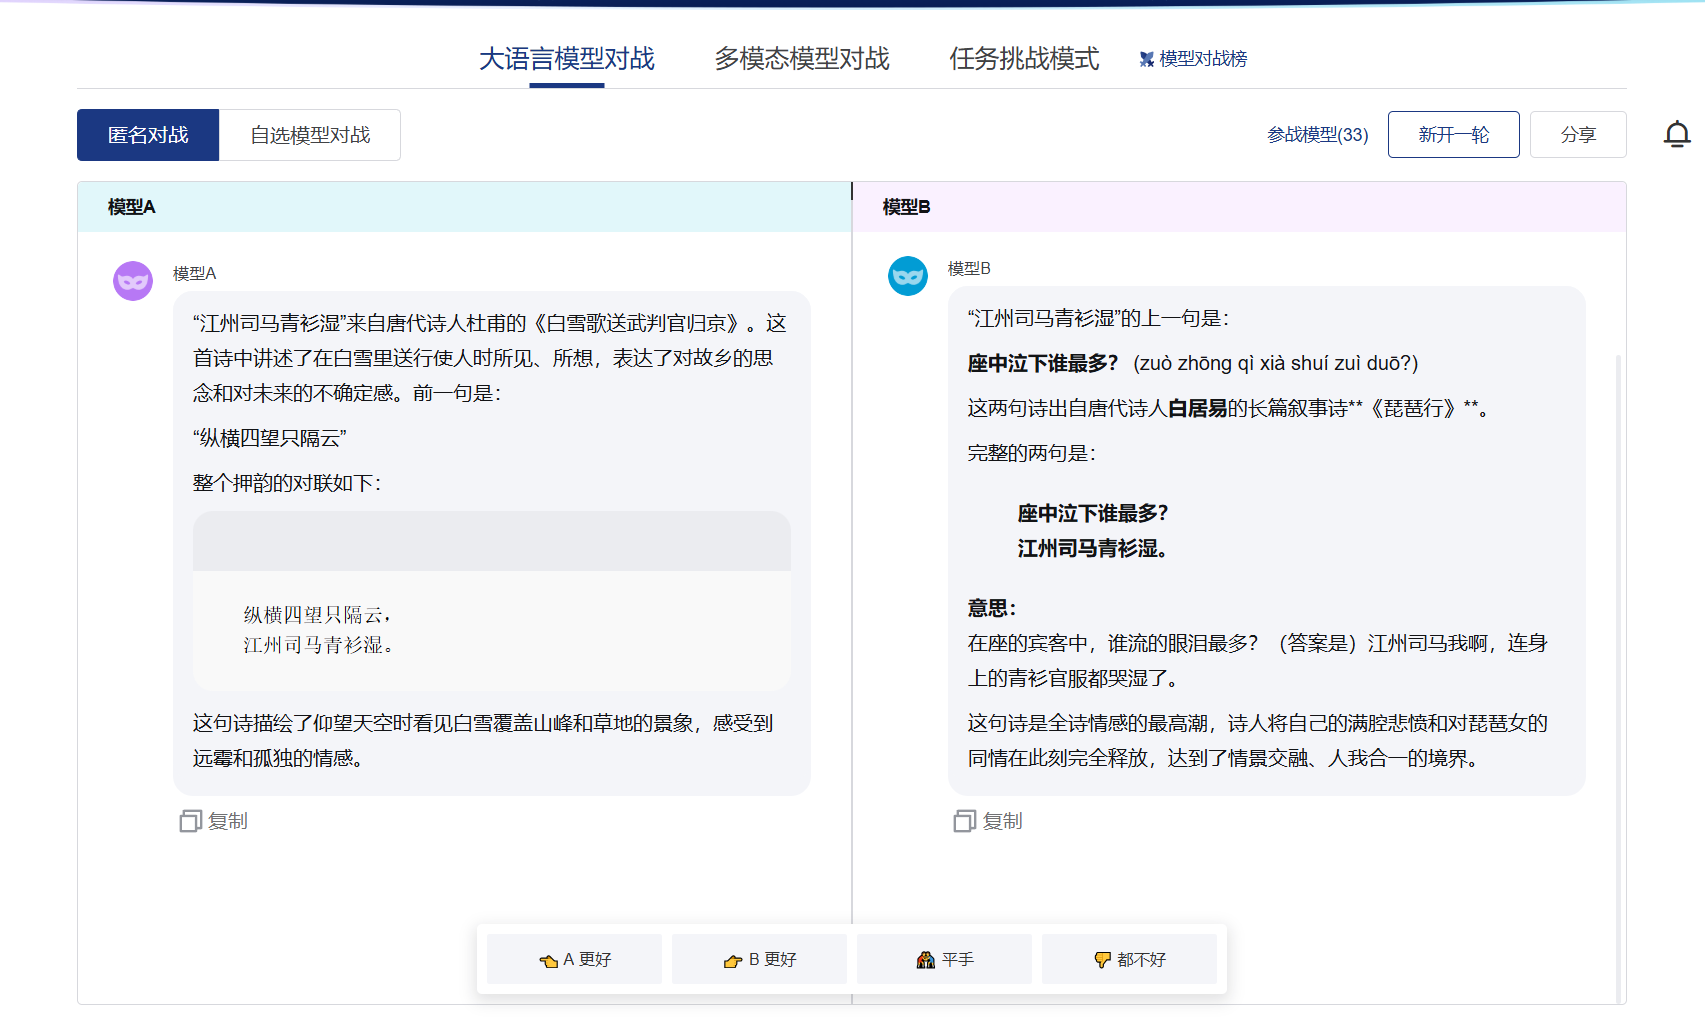 大语言模型对战
多模态模型对战
任务挑战模式
模型对战榜
匿名对战
自选模型对战
参战模型(33)
新开一轮
分享
模型A
模型A
“江州司马青衫湿”来自唐代诗人杜甫的《白雪歌送武判官归京》。这
首诗中讲述了在白雪里送行使人时所见、所想，表达了对故乡的思
念和对未来的不确定感。前一句是：
“纵横四望只隔云”
整个押韵的对联如下：
纵横四望只隔云，
江州司马青衫湿。
这句诗描绘了仰望天空时看见白雪覆盖山峰和草地的景象，感受到
远霉和孤独的情感。
复制
模型B
模型B
“江州司马青衫湿”的上一句是：
座中泣下谁最多？ (zuò zhōng qì xià shuí zuì duō?)
这两句诗出自唐代诗人白居易的长篇叙事诗**《琵琶行》**。
完整的两句是：
座中泣下谁最多？
江州司马青衫湿。
意思：
在座的宾客中，谁流的眼泪最多？（答案是）江州司马我啊，连身
上的青衫官服都哭湿了。
这句诗是全诗情感的最高潮，诗人将自己的满腔悲愤和对琵琶女的
同情在此刻完全释放，达到了情景交融、人我合一的境界。
复制
A 更好
B 更好
平手
都不好